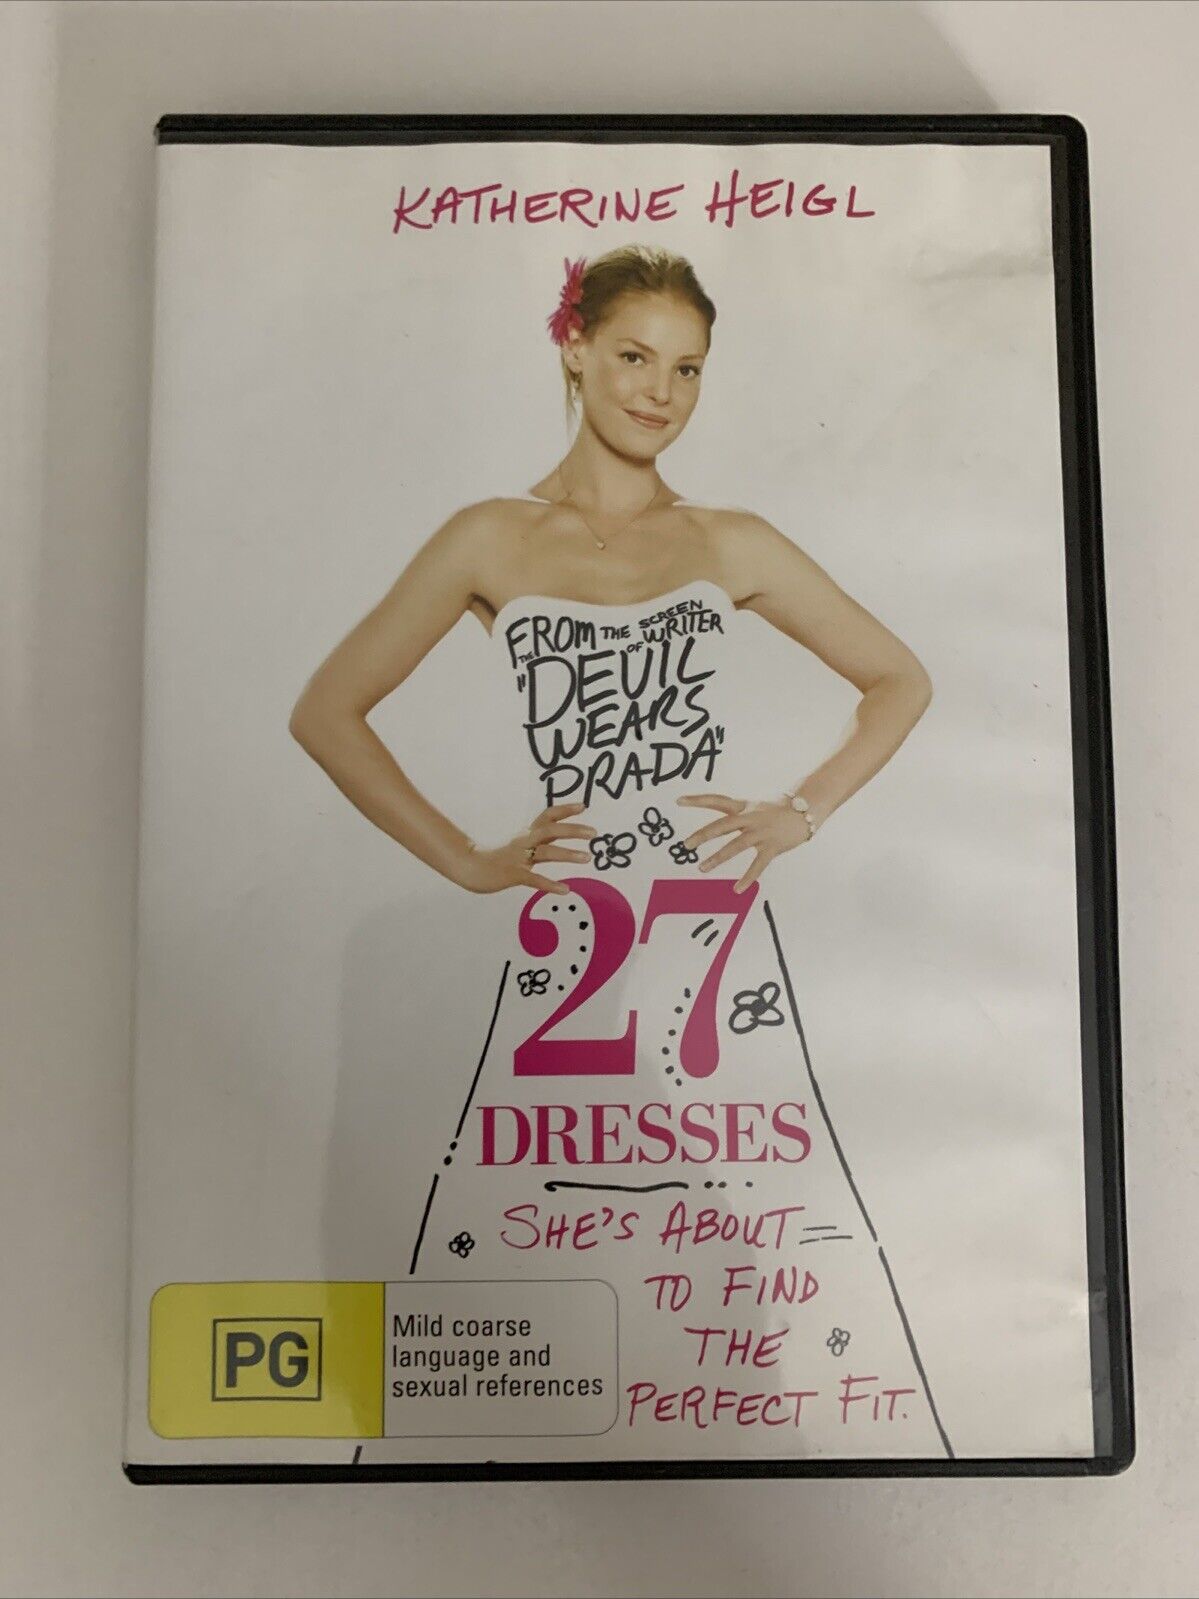 KATHERINE HEIGL
FROM THE SCREEN
WRITER
OF
THE
"DEVIL
WEARS
PRADA"
27
DRESSES
SHE'S ABOUT
TO FIND
THE
PERFECT FIT.
PG
Mild coarse
language and
sexual references